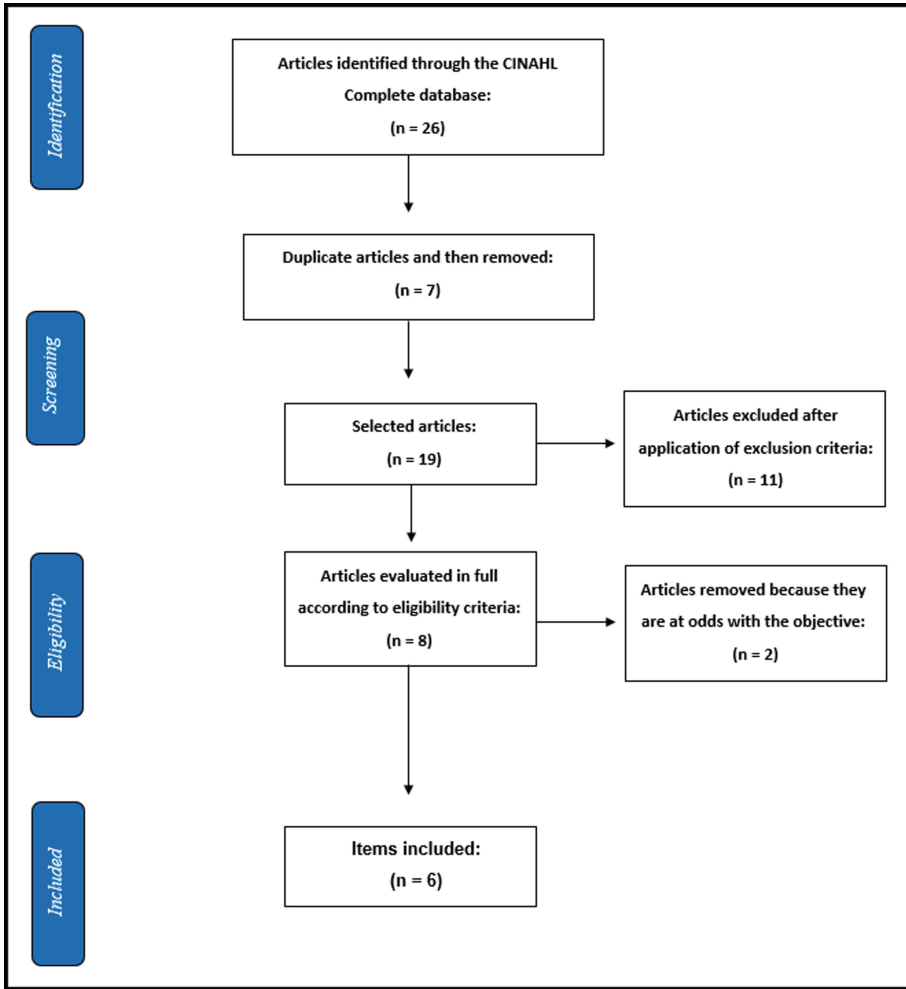 Identification
Articles identified through the CINAHL
Complete database:
(n = 26)
Duplicate articles and then removed:
(n = 7)
Screening
Selected articles:
(n = 19)
Articles excluded after
application of exclusion criteria:
(n = 11)
Eligibility
Articles evaluated in full
according to eligibility criteria:
(n = 8)
Articles removed because they
are at odds with the objective:
(n = 2)
Included
Items included:
(n = 6)